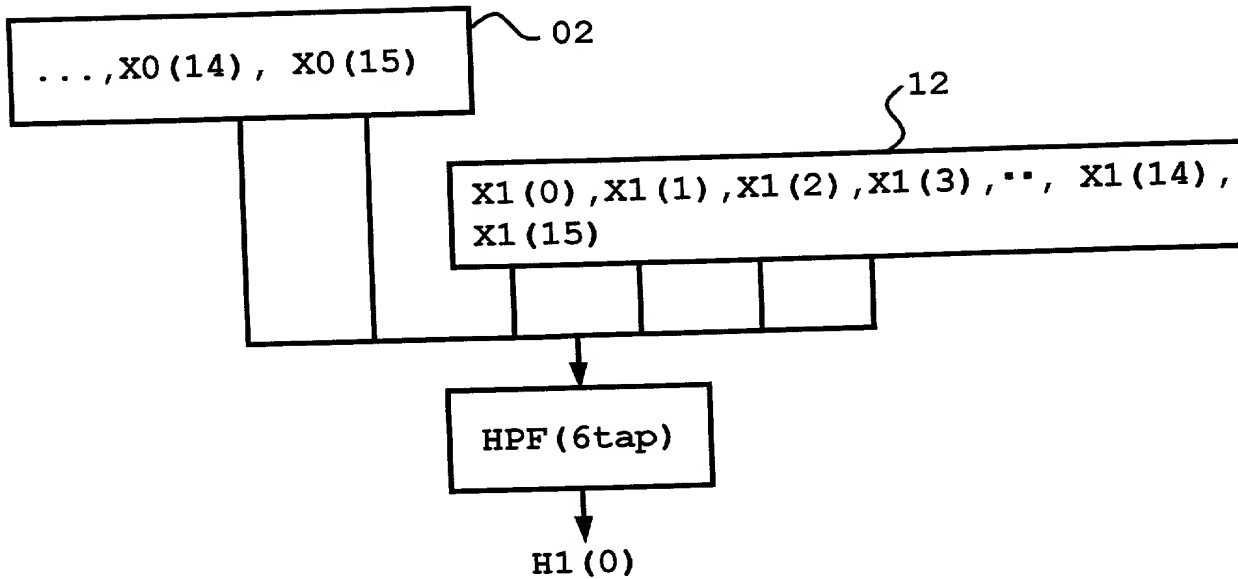 02
...,X0(14), X0(15)
12
X1(0),X1(1),X1(2),X1(3),··, X1(14),
X1(15)
HPF(6tap)
H1(0)